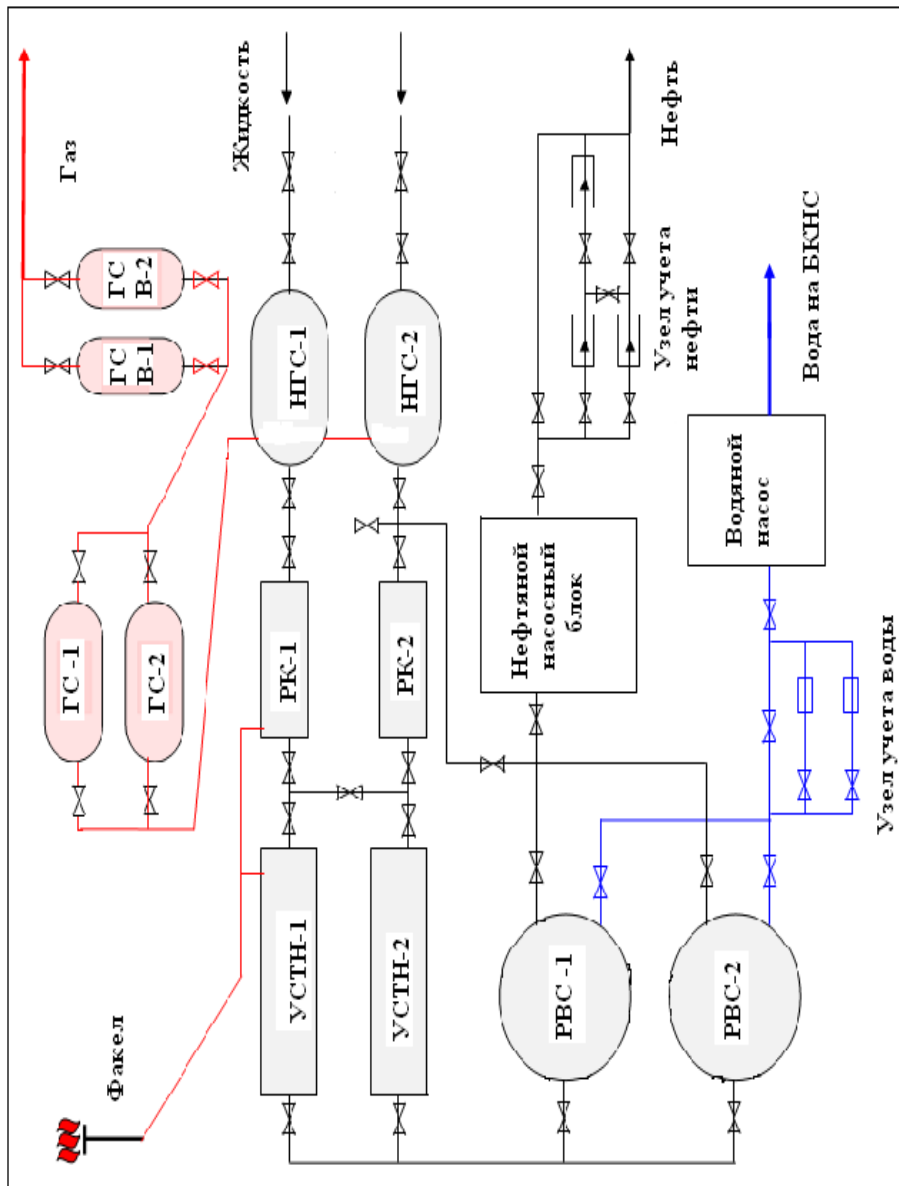 Факел
ГС -1
ГС-2
ГС
В-1
ГС
В-2
Газ
УСТН-1
УСТН-2
РК-1
РК-2
НГС-1
НГС-2
Жидкость
РВС -1
РВС-2
Нефтяной
насосный
блок
Узел учета
нефти
Нефть
Узел учета воды
Водяной
насос
Вода на БКНС